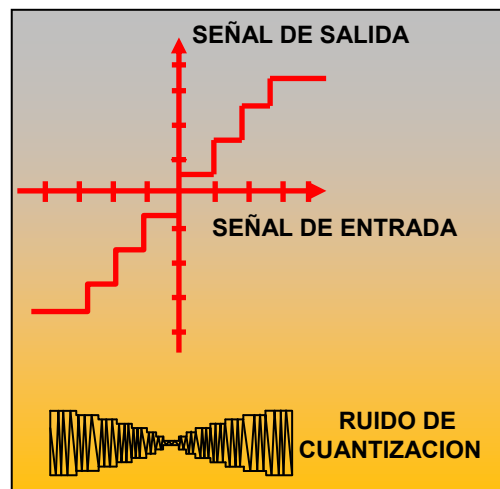 SEÑAL DE SALIDA
SEÑAL DE ENTRADA
RUIDO DE
CUANTIZACION